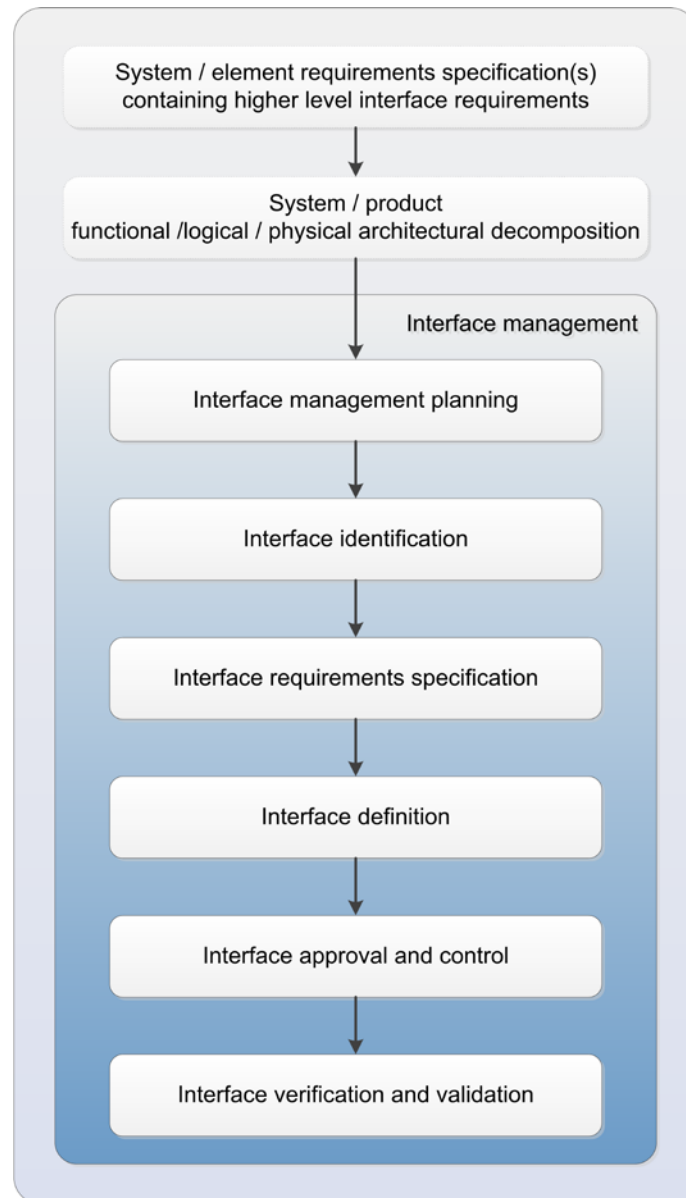 System / element requirements specification(s)
containing higher level interface requirements
System / product
functional /logical / physical architectural decomposition
Interface management
Interface management planning
Interface identification
Interface requirements specification
Interface definition
Interface approval and control
Interface verification and validation